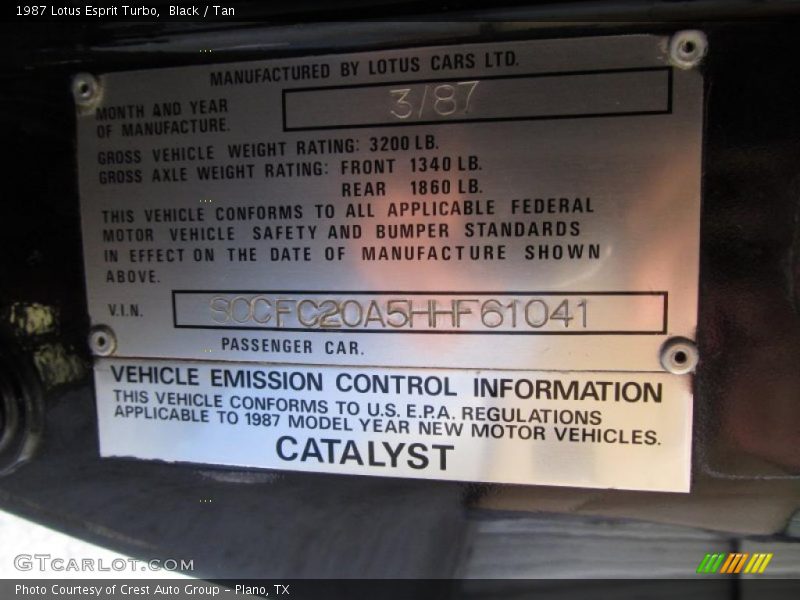 1987 Lotus Esprit Turbo, Black / Tan
MANUFACTURED BY LOTUS CARS LTD.
MONTH AND YEAR OF MANUFACTURE. 3/87
GROSS VEHICLE WEIGHT RATING: 3200 LB.
GROSS AXLE WEIGHT RATING: FRONT 1340 LB.
REAR 1860 LB.
THIS VEHICLE CONFORMS TO ALL APPLICABLE FEDERAL
MOTOR VEHICLE SAFETY AND BUMPER STANDARDS
IN EFFECT ON THE DATE OF MANUFACTURE SHOWN
ABOVE.
V.I.N. SCCFC20A5HHF61041
PASSENGER CAR.
VEHICLE EMISSION CONTROL INFORMATION
THIS VEHICLE CONFORMS TO U.S. E.P.A. REGULATIONS
APPLICABLE TO 1987 MODEL YEAR NEW MOTOR VEHICLES.
CATALYST
GTCARLOT.COM
Photo Courtesy of Crest Auto Group - Plano, TX